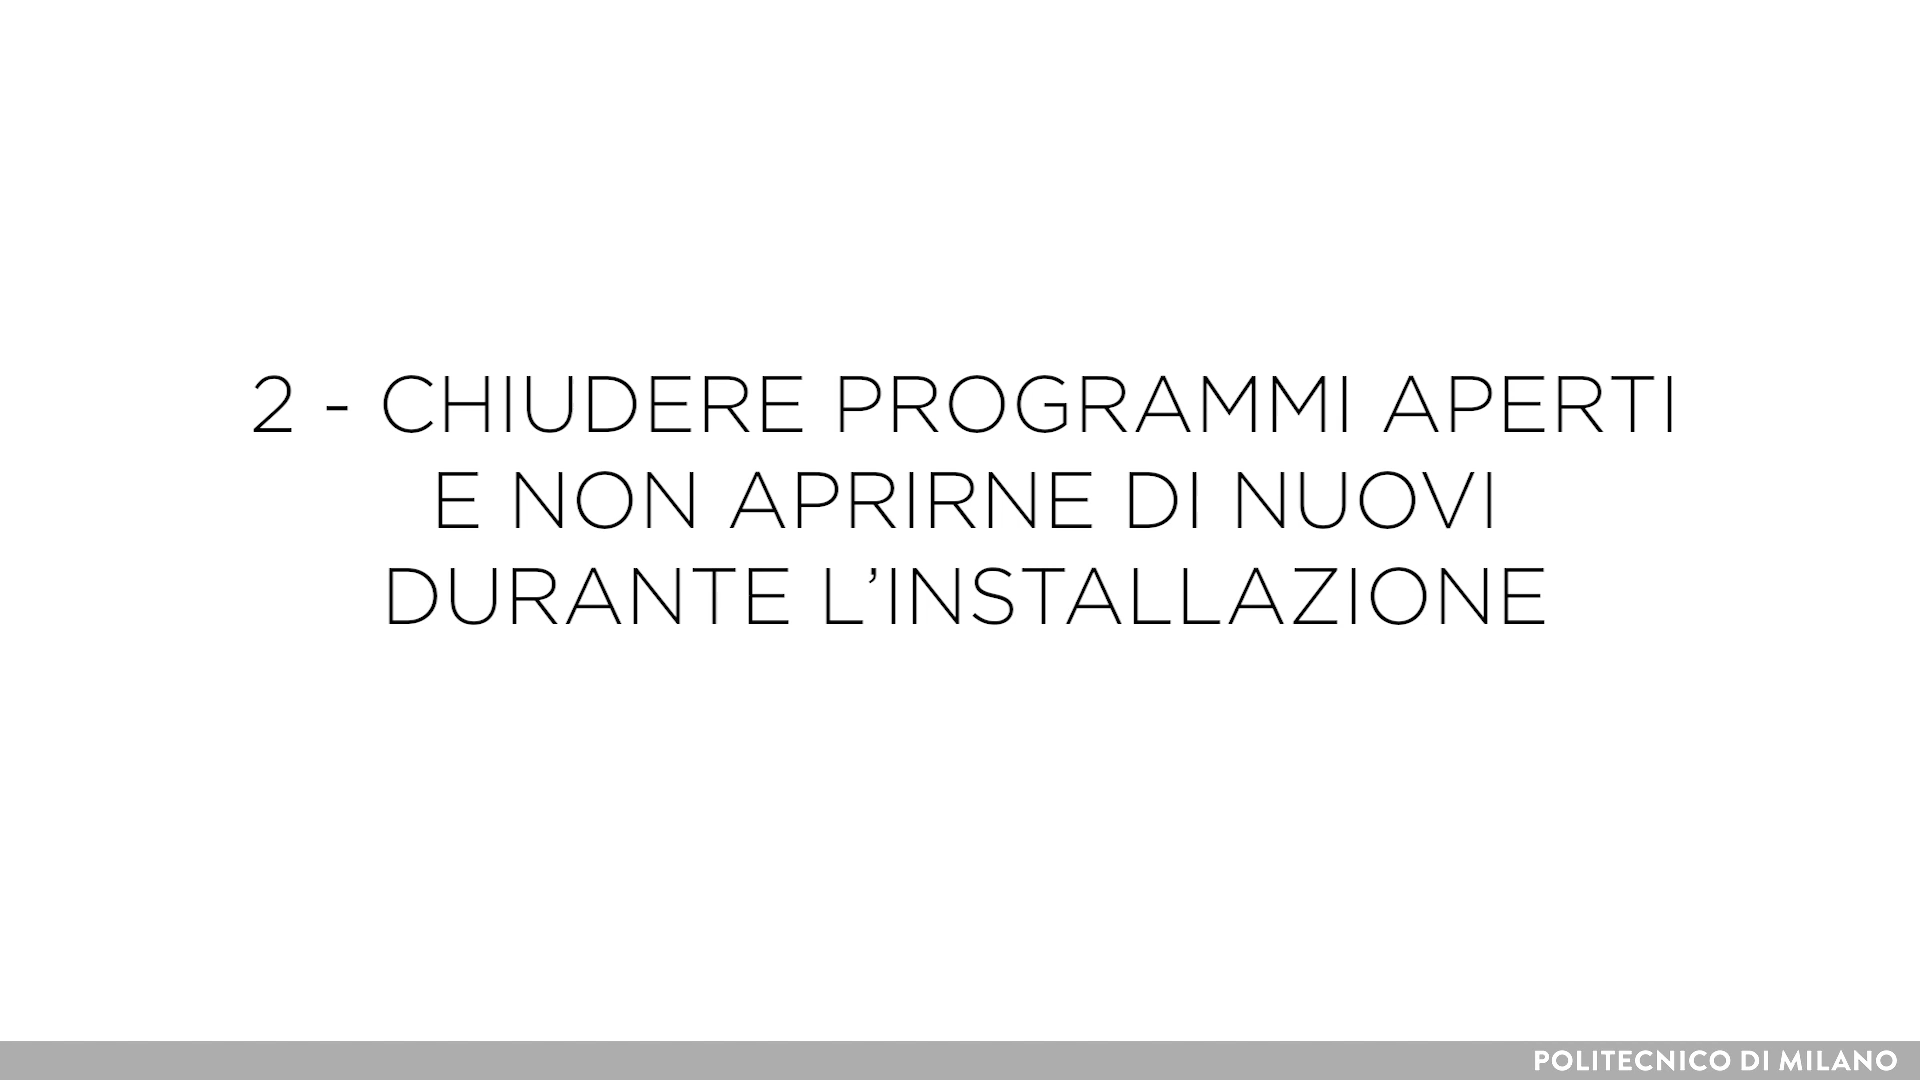 2 - CHIUDERE PROGRAMMI APERTI
E NON APRIRNE DI NUOVI
DURANTE L’INSTALLAZIONE
POLITECNICO DI MILANO